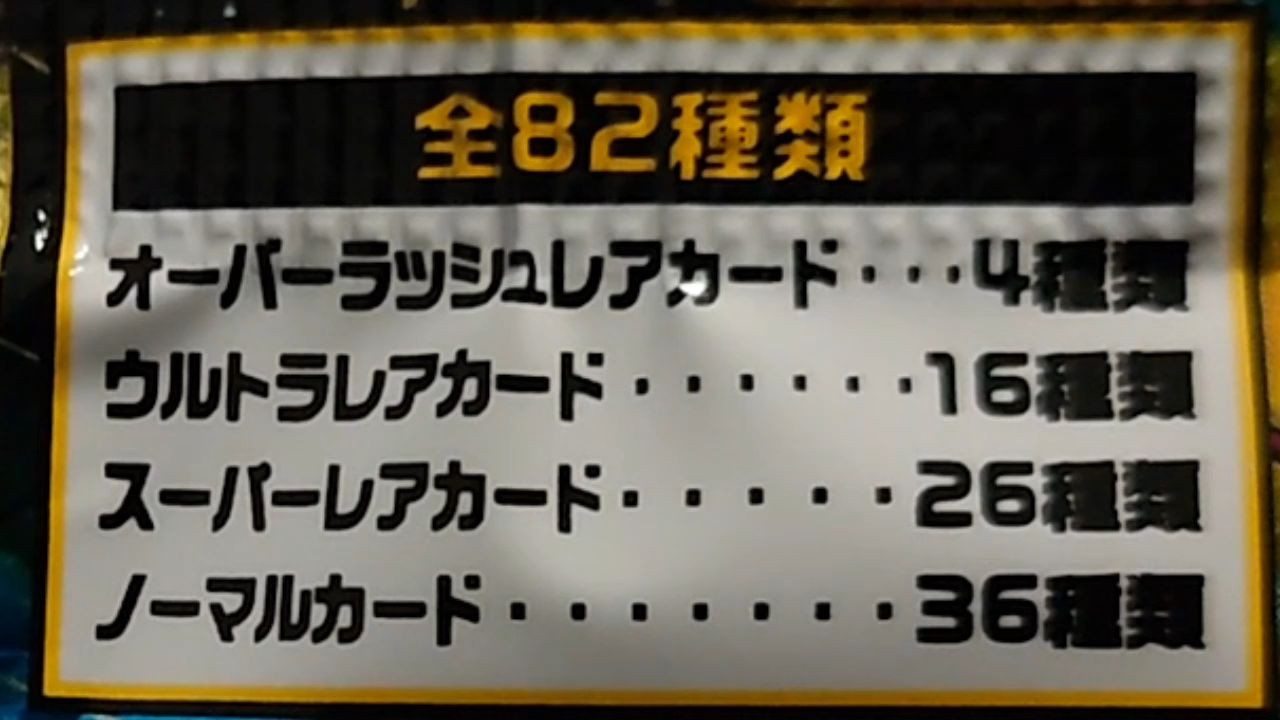 全82種類
オーバーラッシュレアカード・・・4種類
ウルトラレアカード・・・・・・16種類
スーパーレアカード・・・・・26種類
ノーマルカード・・・・・・・36種類